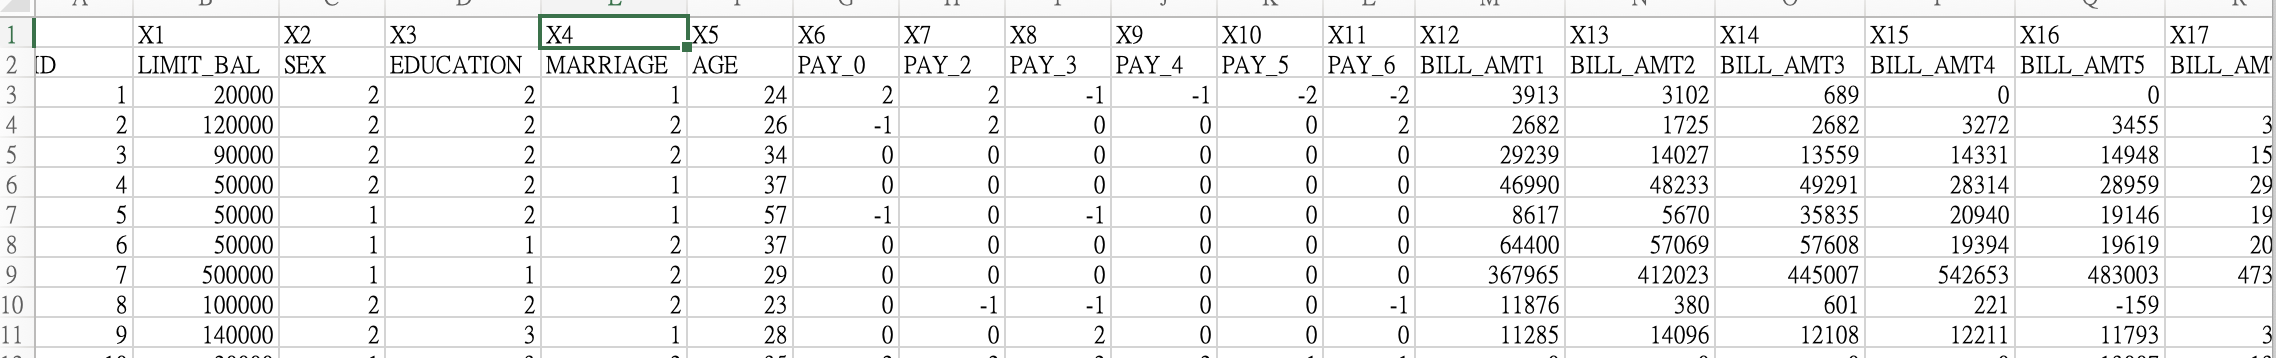 1 X1 X2 X3 X4 X5 X6 X7 X8 X9 X10 X11 X12 X13 X14 X15 X16 X17
2 ID LIMIT_BAL SEX EDUCATION MARRIAGE AGE PAY_0 PAY_2 PAY_3 PAY_4 PAY_5 PAY_6 BILL_AMT1 BILL_AMT2 BILL_AMT3 BILL_AMT4 BILL_AMT5
3 1 20000 2 2 1 24 2 2 -1 -1 -2 -2 3913 3102 689 0 0
4 2 120000 2 2 2 26 -1 2 0 0 0 2 2682 1725 2682 3272 3455 3
5 3 90000 2 2 2 34 0 0 0 0 0 0 29239 14027 13559 14331 14948 15
6 4 50000 2 2 1 37 0 0 0 0 0 0 46990 48233 49291 28314 28959 29
7 5 50000 1 2 1 57 -1 0 -1 0 0 0 8617 5670 35835 20940 19146 19
8 6 50000 1 1 2 37 0 0 0 0 0 0 64400 57069 57608 19394 19619 20
9 7 500000 1 1 2 29 0 0 0 0 0 0 367965 412023 445007 542653 483003 473
10 8 100000 2 2 2 23 0 -1 -1 0 0 -1 11876 380 601 221 -159
11 9 140000 2 3 1 28 0 0 2 0 0 0 11285 14096 12108 12211 11793 3